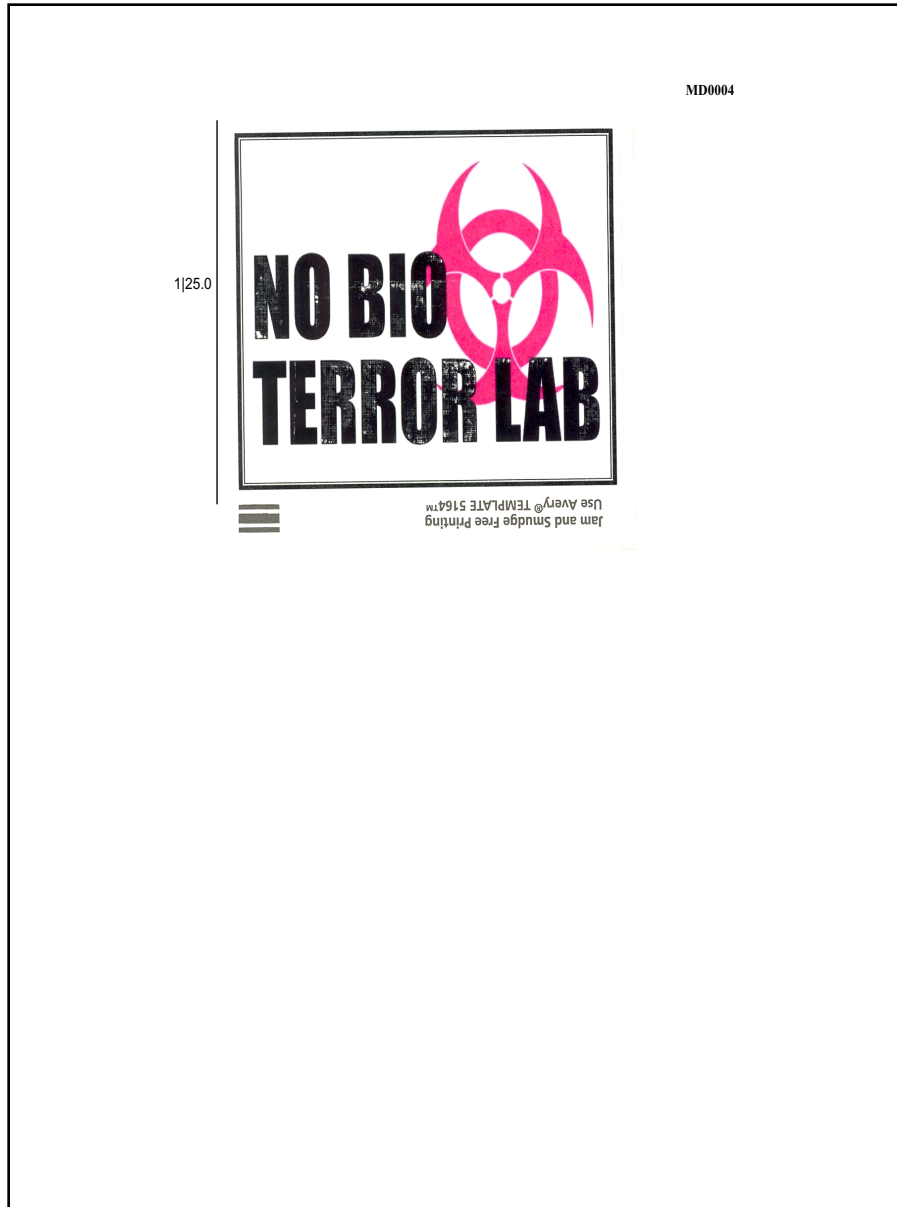 MD0004
1|25.0
NO BIO
TERROR LAB
Jam and Smudge Free Printing
Use Avery® TEMPLATE 5164™